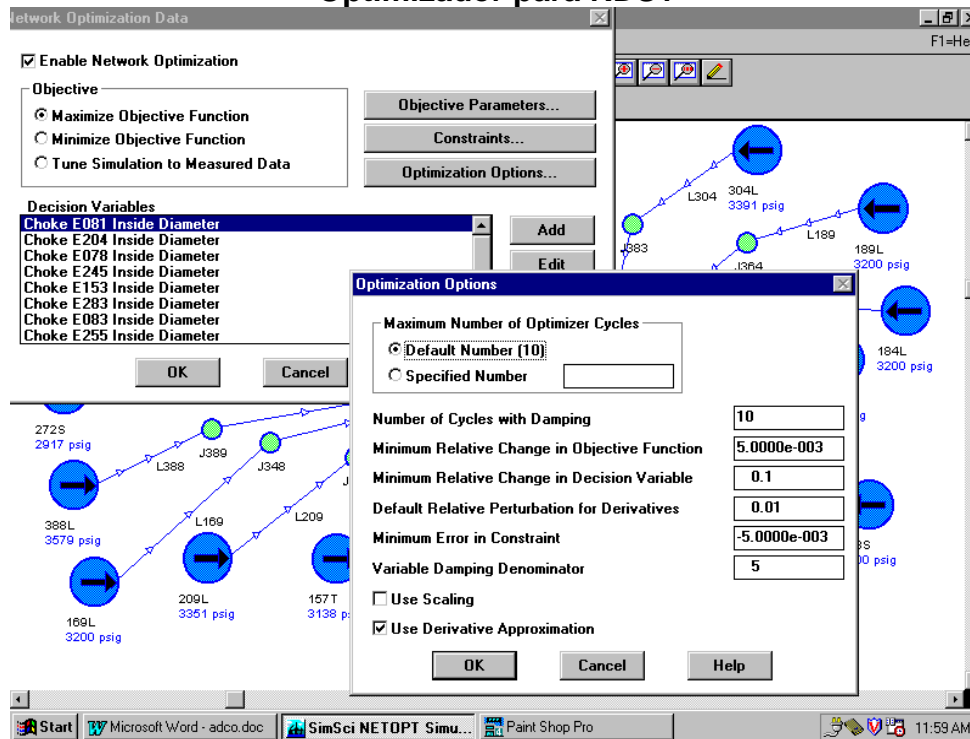 Network Optimization Data
F1=He
Enable Network Optimization
Objective
Maximize Objective Function
Minimize Objective Function
Tune Simulation to Measured Data
Objective Parameters...
Constraints...
Optimization Options...
Decision Variables
Choke E081 Inside Diameter
Choke E204 Inside Diameter
Choke E078 Inside Diameter
Choke E245 Inside Diameter
Choke E153 Inside Diameter
Choke E283 Inside Diameter
Choke E083 Inside Diameter
Choke E255 Inside Diameter
Add
Edit
OK
Cancel
L304
304L
3391 psig
J383
L189
189L
3200 psig
J364
184L
3200 psig
Optimization Options
Maximum Number of Optimizer Cycles
Default Number (10)
Specified Number
Number of Cycles with Damping
10
Minimum Relative Change in Objective Function
5.0000e-003
Minimum Relative Change in Decision Variable
0.1
Default Relative Perturbation for Derivatives
0.01
Minimum Error in Constraint
-5.0000e-003
Variable Damping Denominator
5
Use Scaling
Use Derivative Approximation
OK
Cancel
Help
272S
2917 psig
L388
J389
J348
388L
3579 psig
L169
L209
169L
3200 psig
209L
3351 psig
157T
3138 p
Start
Microsoft Word - adco.doc
SimSci NETOPT Simu...
Paint Shop Pro
11:59 AM